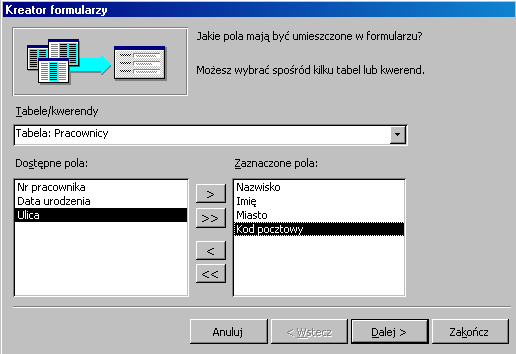 Kreator formularzy
Jakie pola mają być umieszczone w formularzu?
Możesz wybrać spośród kilku tabel lub kwerend.
Tabele/kwerendy
Tabela: Pracownicy
Dostępne pola:
Nr pracownika
Data urodzenia
Ulica
>
>>
<
<<
Zaznaczone pola:
Nazwisko
Imię
Miasto
Kod pocztowy
Anuluj
< Wstecz
Dalej >
Zakończ